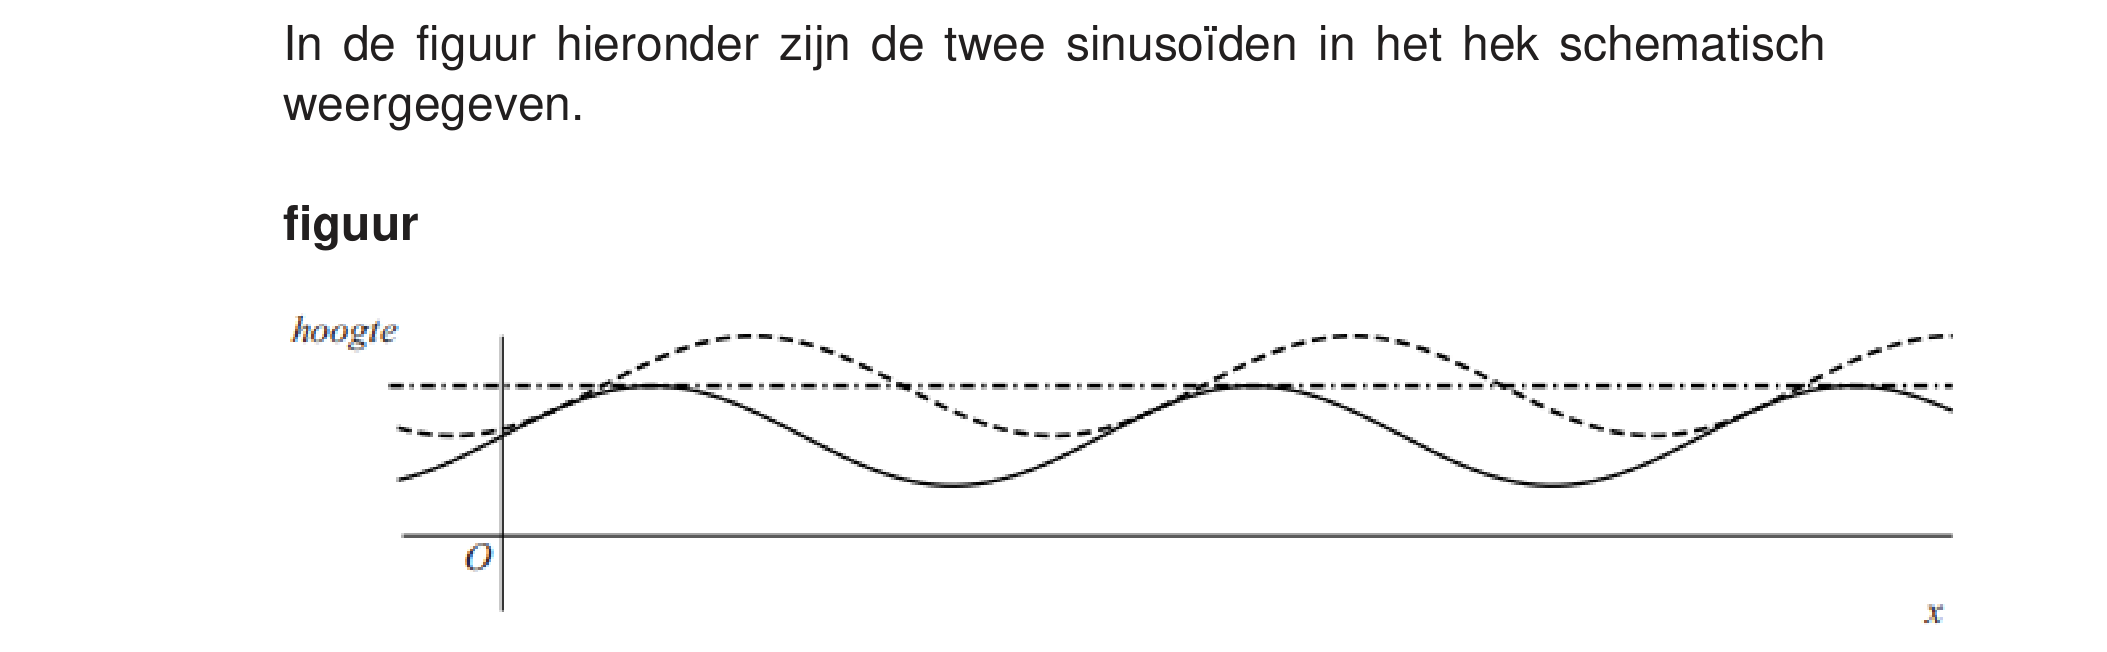 In de figuur hieronder zijn de twee sinusoïden in het hek schematisch
weergegeven.
figuur
hoogte
O
x